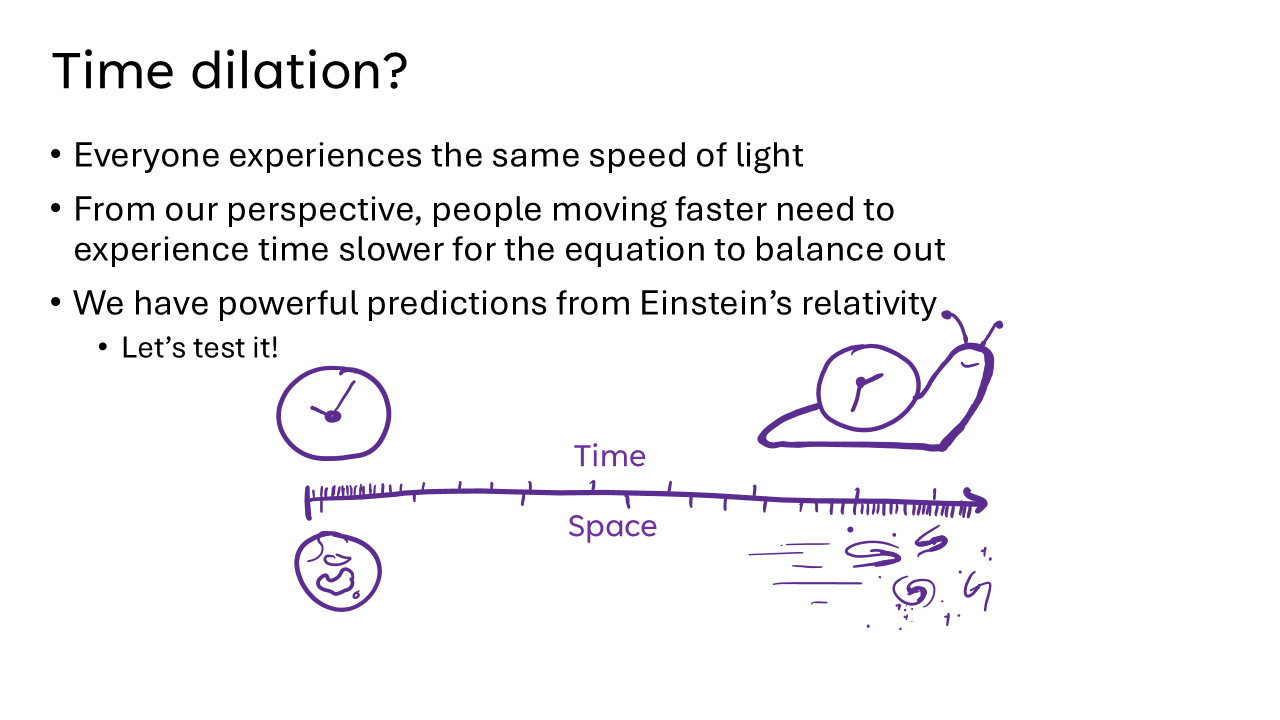 Time dilation?
• Everyone experiences the same speed of light
• From our perspective, people moving faster need to
experience time slower for the equation to balance out
• We have powerful predictions from Einstein’s relativity
• Let’s test it!
Time
Space